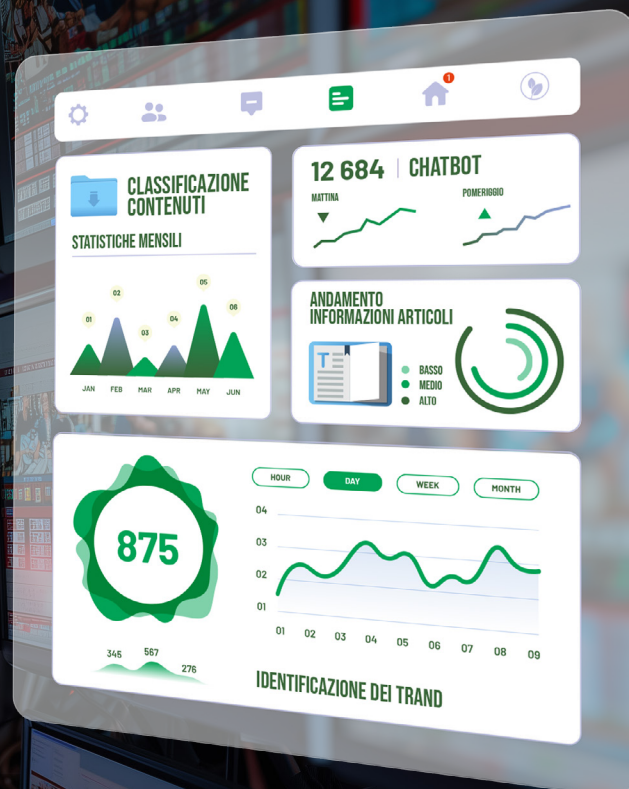 1
CLASSIFICAZIONE
CONTENUTI
STATISTICHE MENSILI
01
02
03
04
05
06
JAN FEB MAR APR MAY JUN
12 684 | CHATBOT
MATTINA
POMERIGGIO
ANDAMENTO
INFORMAZIONI ARTICOLI
T
BASSO
MEDIO
ALTO
875
345 567 276
HOUR DAY WEEK MONTH
04
03
02
01
01 02 03 04 05 06 07 08 09
IDENTIFICAZIONE DEI TRAND